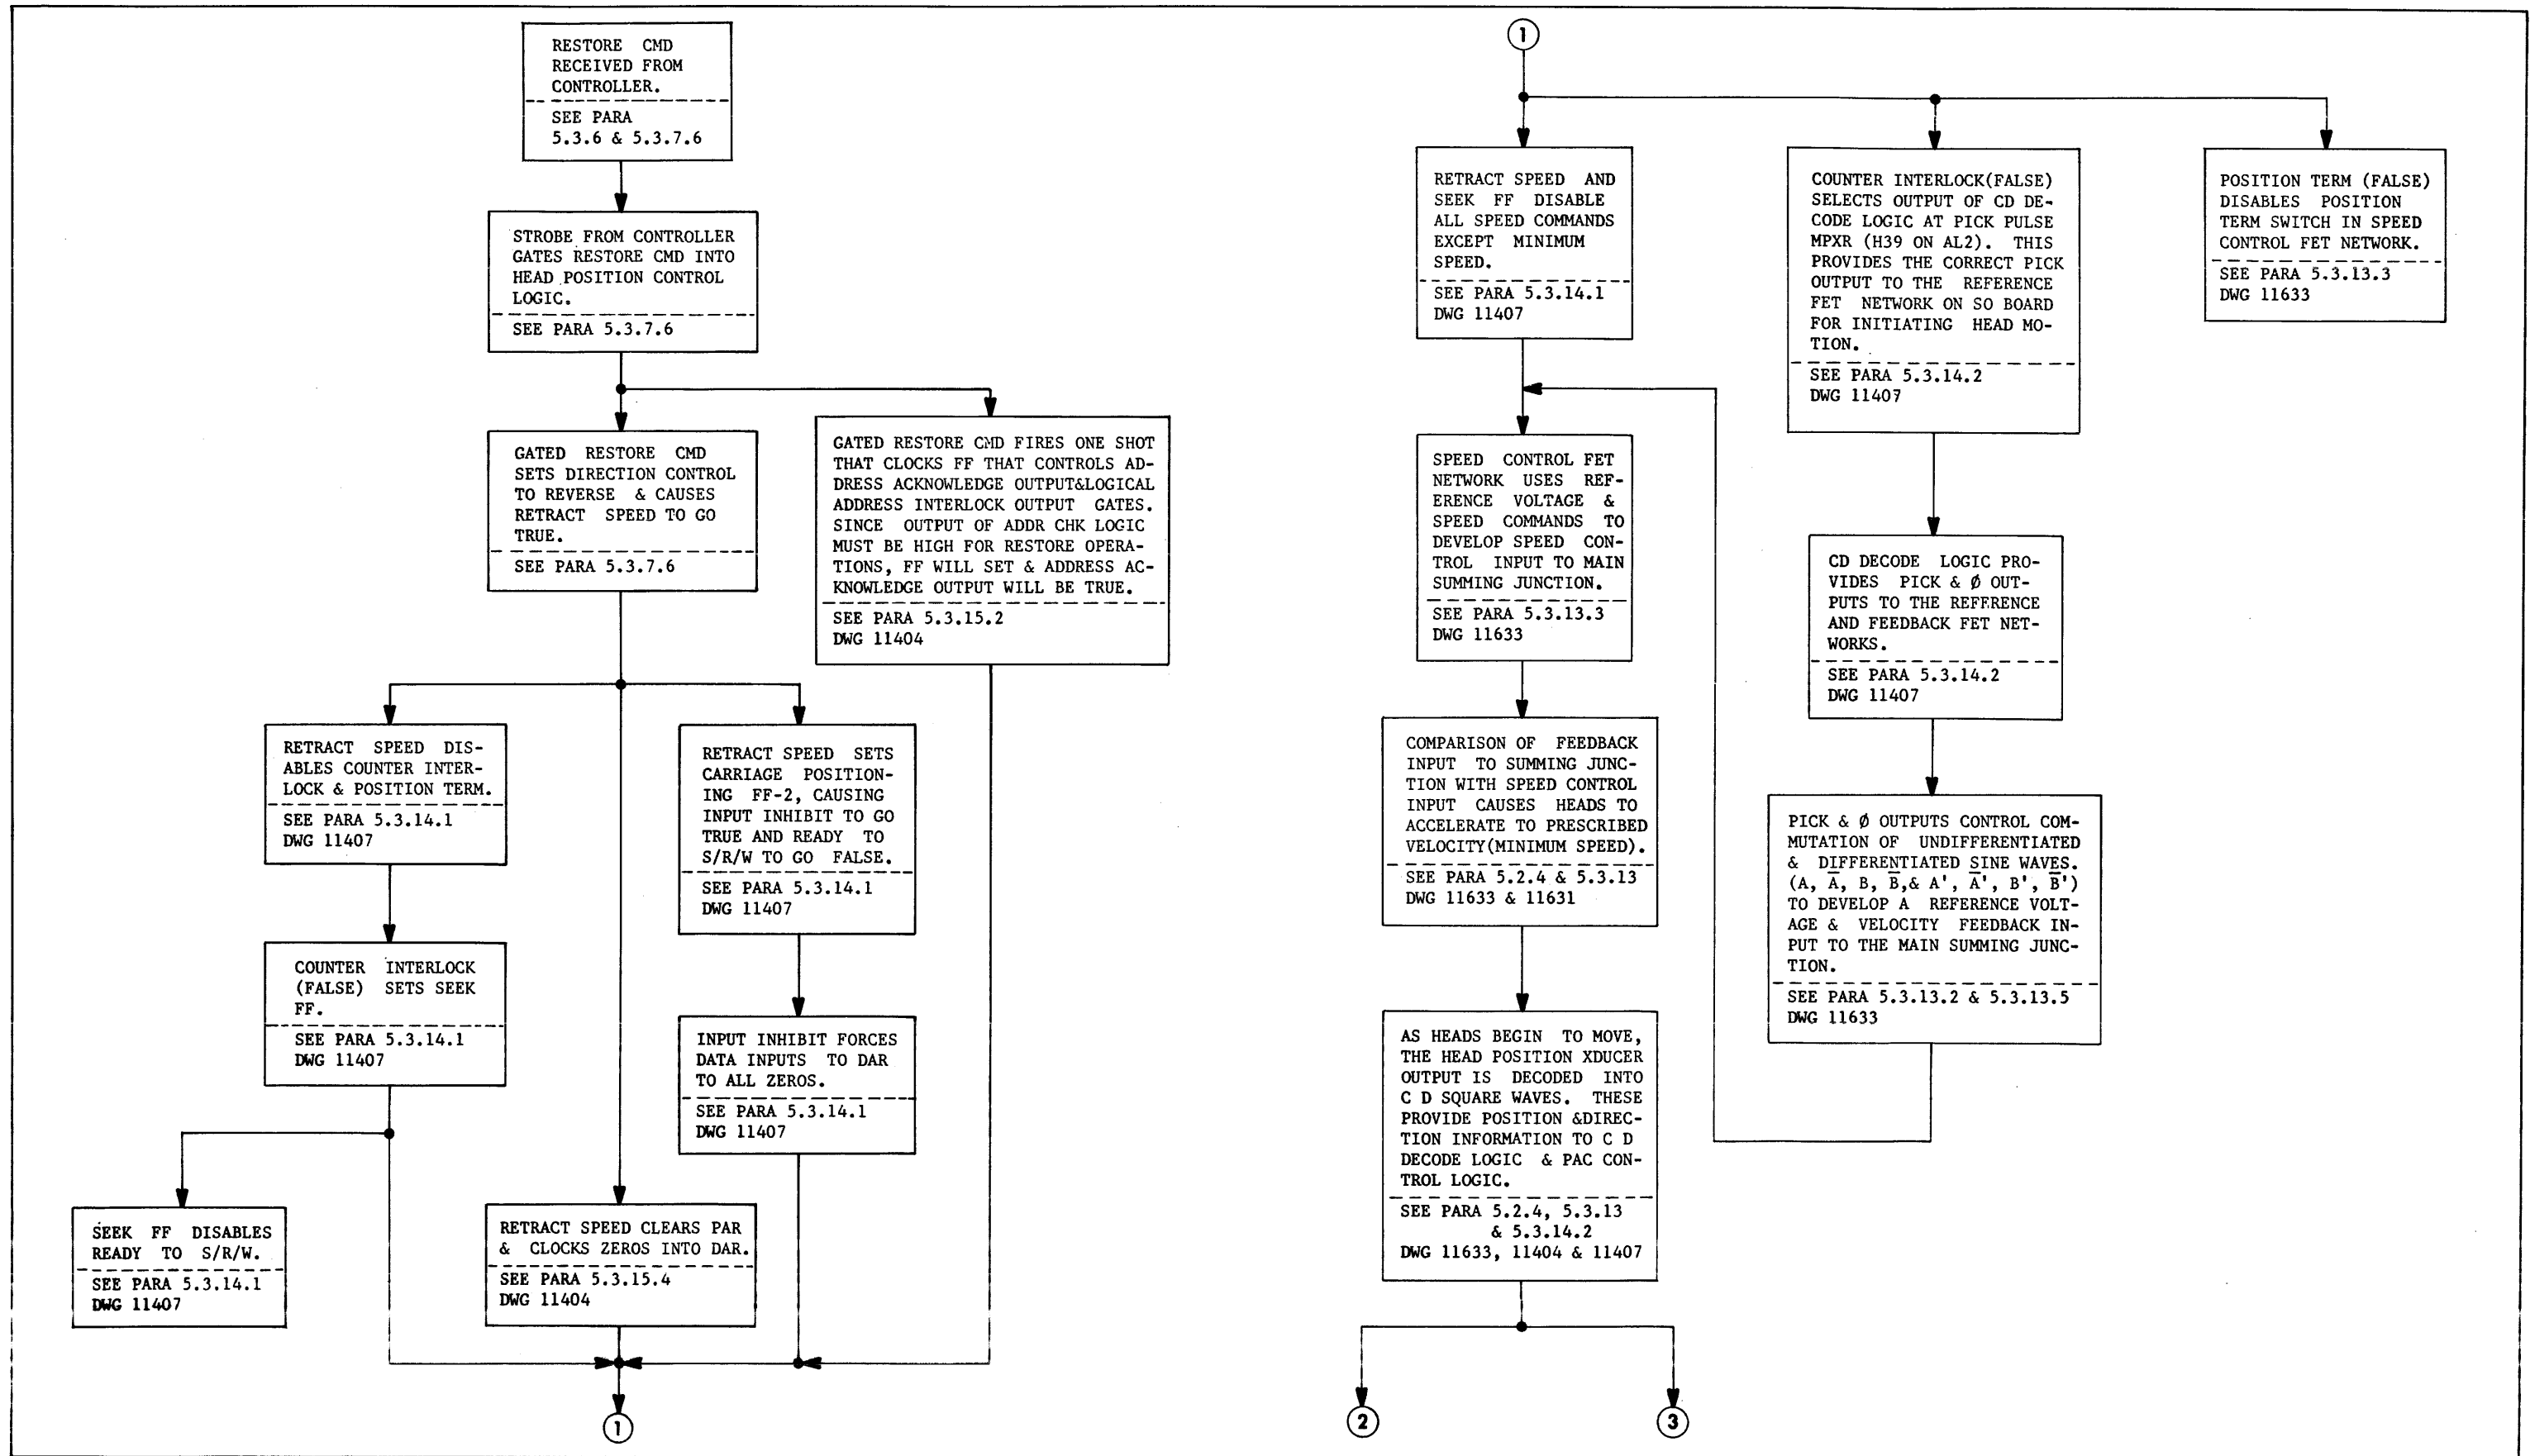 RESTORE CMD
RECEIVED FROM
CONTROLLER.
SEE PARA
5.3.6 & 5.3.7.6
STROBE FROM CONTROLLER
GATES RESTORE CMD INTO
HEAD POSITION CONTROL
LOGIC.
SEE PARA 5.3.7.6
GATED RESTORE CMD
SETS DIRECTION CONTROL
TO REVERSE & CAUSES
RETRACT SPEED TO GO
TRUE.
SEE PARA 5.3.7.6
GATED RESTORE CMD FIRES ONE SHOT
THAT CLOCKS FF THAT CONTROLS AD-
DRESS ACKNOWLEDGE OUTPUT&LOGICAL
ADDRESS INTERLOCK OUTPUT GATES.
SINCE OUTPUT OF ADDR CHK LOGIC
MUST BE HIGH FOR RESTORE OPERA-
TIONS, FF WILL SET & ADDRESS AC-
KNOWLEDGE OUTPUT WILL BE TRUE.
SEE PARA 5.3.15.2
DWG 11404
RETRACT SPEED DIS-
ABLES COUNTER INTER-
LOCK & POSITION TERM.
SEE PARA 5.3.14.1
DWG 11407
RETRACT SPEED SETS
CARRIAGE POSITION-
ING FF-2, CAUSING
INPUT INHIBIT TO GO
TRUE AND READY TO
S/R/W TO GO FALSE.
SEE PARA 5.3.14.1
DWG 11407
COUNTER INTERLOCK
(FALSE) SETS SEEK
FF.
SEE PARA 5.3.14.1
DWG 11407
INPUT INHIBIT FORCES
DATA INPUTS TO DAR
TO ALL ZEROS.
SEE PARA 5.3.14.1
DWG 11407
SEEK FF DISABLES
READY TO S/R/W.
SEE PARA 5.3.14.1
DWG 11407
RETRACT SPEED CLEARS PAR
& CLOCKS ZEROS INTO DAR.
SEE PARA 5.3.15.4
DWG 11404
1
1
RETRACT SPEED AND
SEEK FF DISABLE
ALL SPEED COMMANDS
EXCEPT MINIMUM
SPEED.
SEE PARA 5.3.14.1
DWG 11407
COUNTER INTERLOCK(FALSE)
SELECTS OUTPUT OF CD DE-
CODE LOGIC AT PICK PULSE
MPXR (H39 ON AL2). THIS
PROVIDES THE CORRECT PICK
OUTPUT TO THE REFERENCE
FET NETWORK ON SO BOARD
FOR INITIATING HEAD MO-
TION.
SEE PARA 5.3.14.2
DWG 11407
POSITION TERM (FALSE)
DISABLES POSITION
TERM SWITCH IN SPEED
CONTROL FET NETWORK.
SEE PARA 5.3.13.3
DWG 11633
SPEED CONTROL FET
NETWORK USES REF-
ERENCE VOLTAGE &
SPEED COMMANDS TO
DEVELOP SPEED CON-
TROL INPUT TO MAIN
SUMMING JUNCTION.
SEE PARA 5.3.13.3
DWG 11633
CD DECODE LOGIC PRO-
VIDES PICK & Ø OUT-
PUTS TO THE REFERENCE
AND FEEDBACK FET NET-
WORKS.
SEE PARA 5.3.14.2
DWG 11407
COMPARISON OF FEEDBACK
INPUT TO SUMMING JUNC-
TION WITH SPEED CONTROL
INPUT CAUSES HEADS TO
ACCELERATE TO PRESCRIBED
VELOCITY(MINIMUM SPEED).
SEE PARA 5.2.4 & 5.3.13
DWG 11633 & 11631
PICK & Ø OUTPUTS CONTROL COM-
MUTATION OF UNDIFFERENTIATED
& DIFFERENTIATED SINE WAVES.
(A, A̅, B, B̅,& A', A̅', B', B̅')
TO DEVELOP A REFERENCE VOLT-
AGE & VELOCITY FEEDBACK IN-
PUT TO THE MAIN SUMMING JUNC-
TION.
SEE PARA 5.3.13.2 & 5.3.13.5
DWG 11633
AS HEADS BEGIN TO MOVE,
THE HEAD POSITION XDUCER
OUTPUT IS DECODED INTO
C D SQUARE WAVES. THESE
PROVIDE POSITION &DIREC-
TION INFORMATION TO C D
DECODE LOGIC & PAC CON-
TROL LOGIC.
SEE PARA 5.2.4, 5.3.13
& 5.3.14.2
DWG 11633, 11404 & 11407
2
3